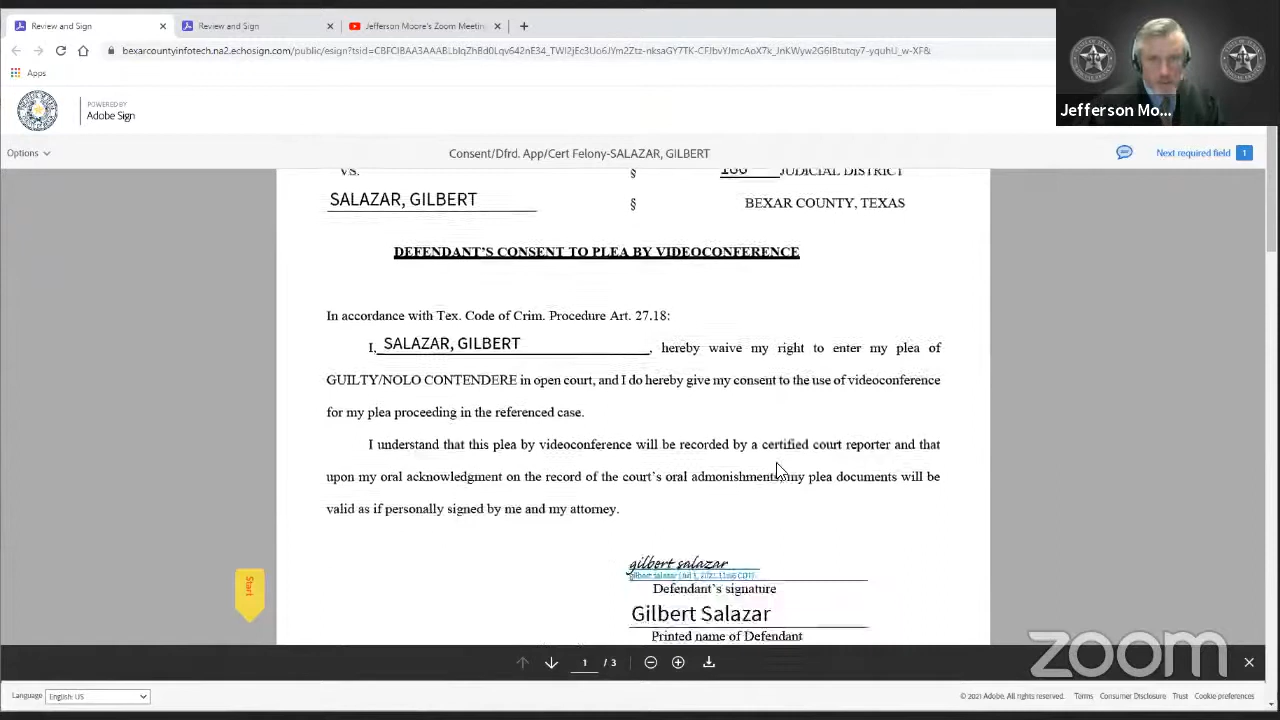 Review and Sign
Review and Sign
Jefferson Moore's Zoom Meeting
Apps
POWERED BY
Adobe Sign
Jefferson Mo...
Options
Consent/Dfrd. App/Cert Felony-SALAZAR, GILBERT
Next required field 1
VS. § 186 JUDICIAL DISTRICT
SALAZAR, GILBERT § BEXAR COUNTY, TEXAS
DEFENDANT'S CONSENT TO PLEA BY VIDEOCONFERENCE
In accordance with Tex. Code of Crim. Procedure Art. 27.18:
I, SALAZAR, GILBERT, hereby waive my right to enter my plea of
GUILTY/NOLO CONTENDERE in open court, and I do hereby give my consent to the use of videoconference
for my plea proceeding in the referenced case.
I understand that this plea by videoconference will be recorded by a certified court reporter and that
upon my oral acknowledgment on the record of the court's oral admonishments, my plea documents will be
valid as if personally signed by me and my attorney.
gilbert salazar
Start
Defendant's signature
Gilbert Salazar
Printed name of Defendant
1 / 3
zoom
Language English: US
© 2021 Adobe. All rights reserved. Terms Consumer Disclosure Trust Cookie preferences